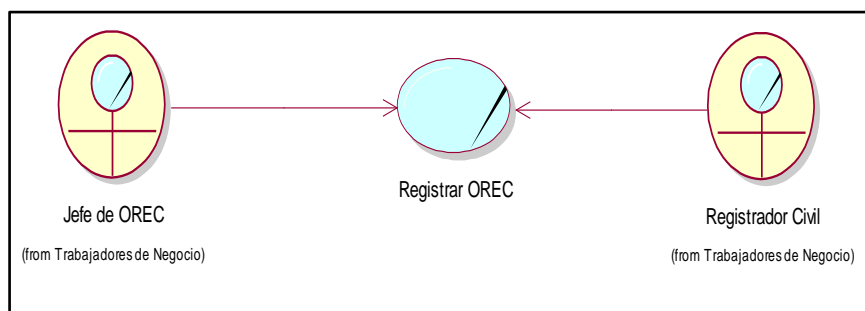 Jefe de OREC
(from Trabajadores de Negocio)
Registrar OREC
Registrador Civil
(from Trabajadores de Negocio)